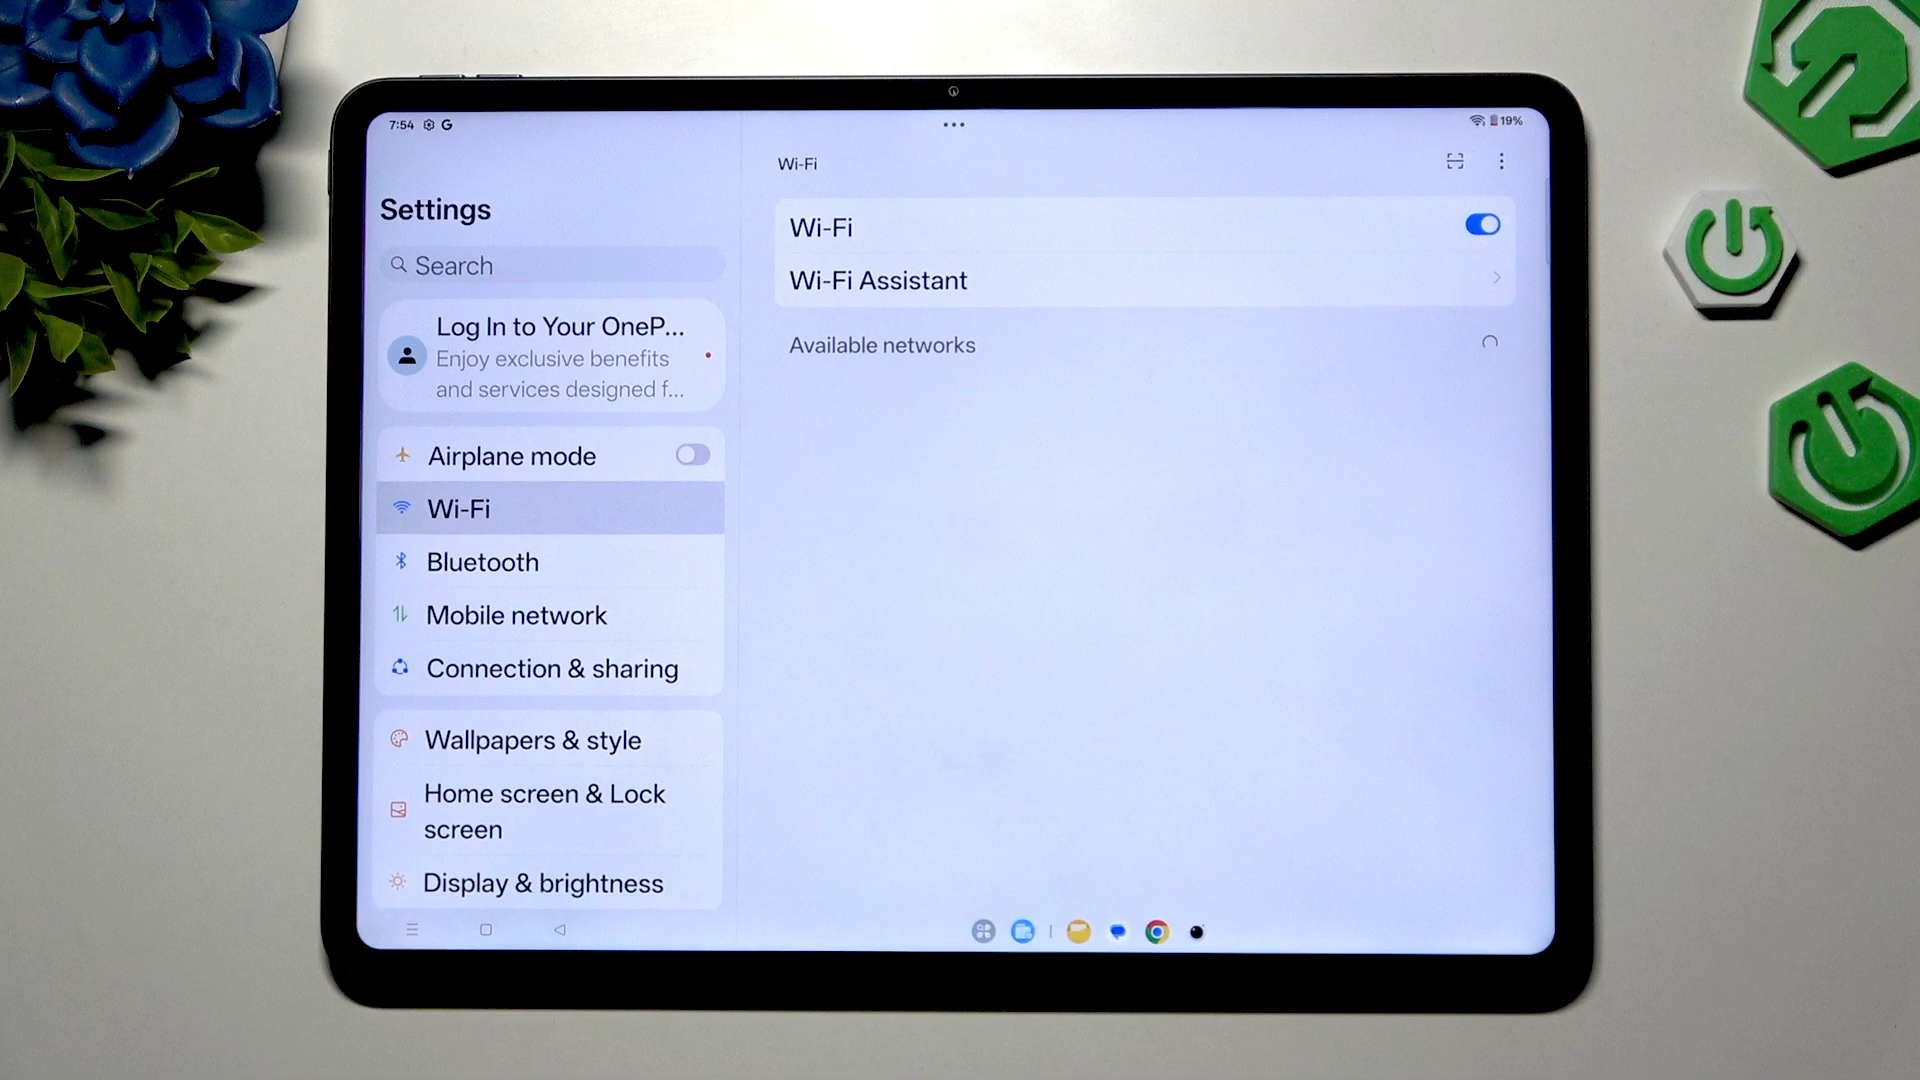 7:54 G
19%
Wi-Fi
Settings
Search
Log In to Your OneP...
Enjoy exclusive benefits
and services designed f...
Airplane mode
Wi-Fi
Bluetooth
Mobile network
Connection & sharing
Wallpapers & style
Home screen & Lock
screen
Display & brightness
Wi-Fi
Wi-Fi Assistant
Available networks